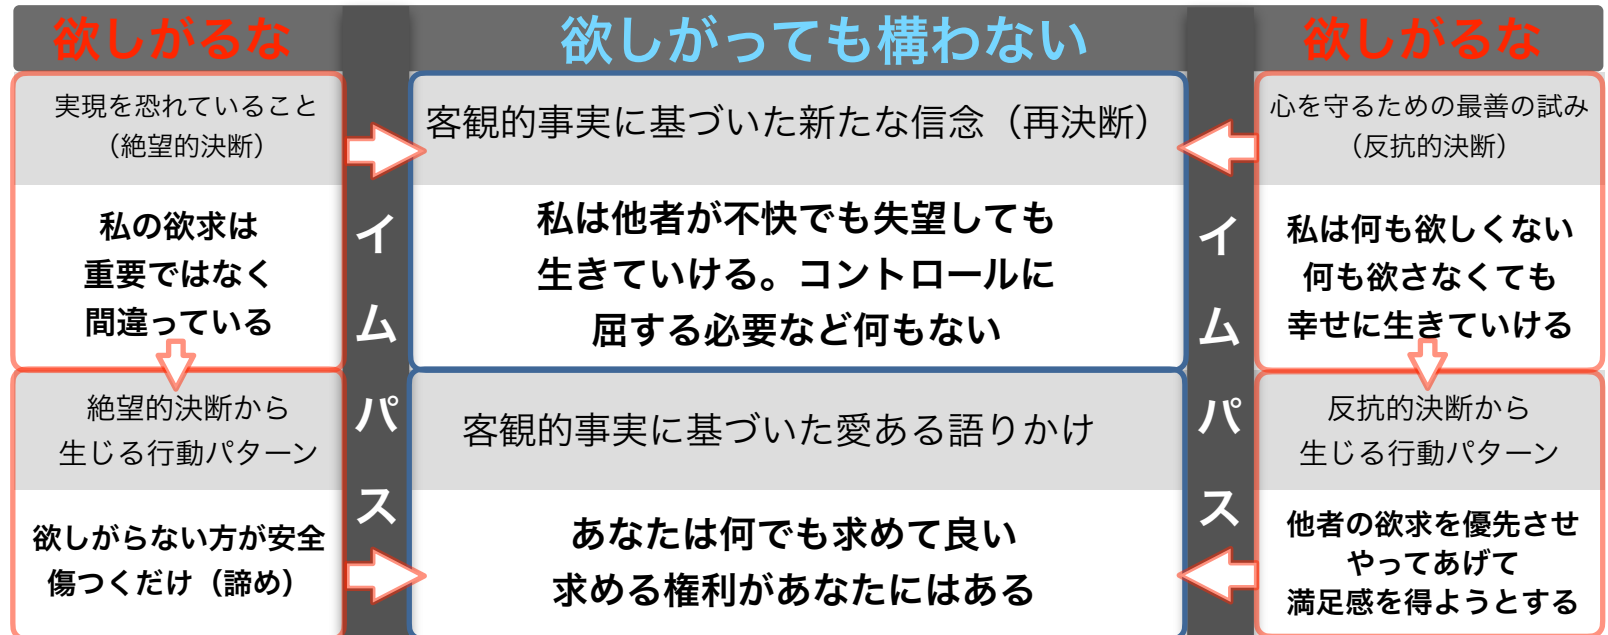 欲しがるな
欲しがっても構わない
欲しがるな
実現を恐れていること
（絶望的決断）
私の欲求は
重要ではなく
間違っている
絶望的決断から
生じる行動パターン
欲しがらない方が安全
傷つくだけ（諦め）
イムパス
客観的事実に基づいた新たな信念（再決断）
私は他者が不快でも失望しても
生きていける。コントロールに
屈する必要など何もない
客観的事実に基づいた愛ある語りかけ
あなたは何でも求めて良い
求める権利があなたにはある
イムパス
心を守るための最善の試み
（反抗的決断）
私は何も欲しくない
何も欲さなくても
幸せに生きていける
反抗的決断から
生じる行動パターン
他者の欲求を優先させ
やってあげて
満足感を得ようとする